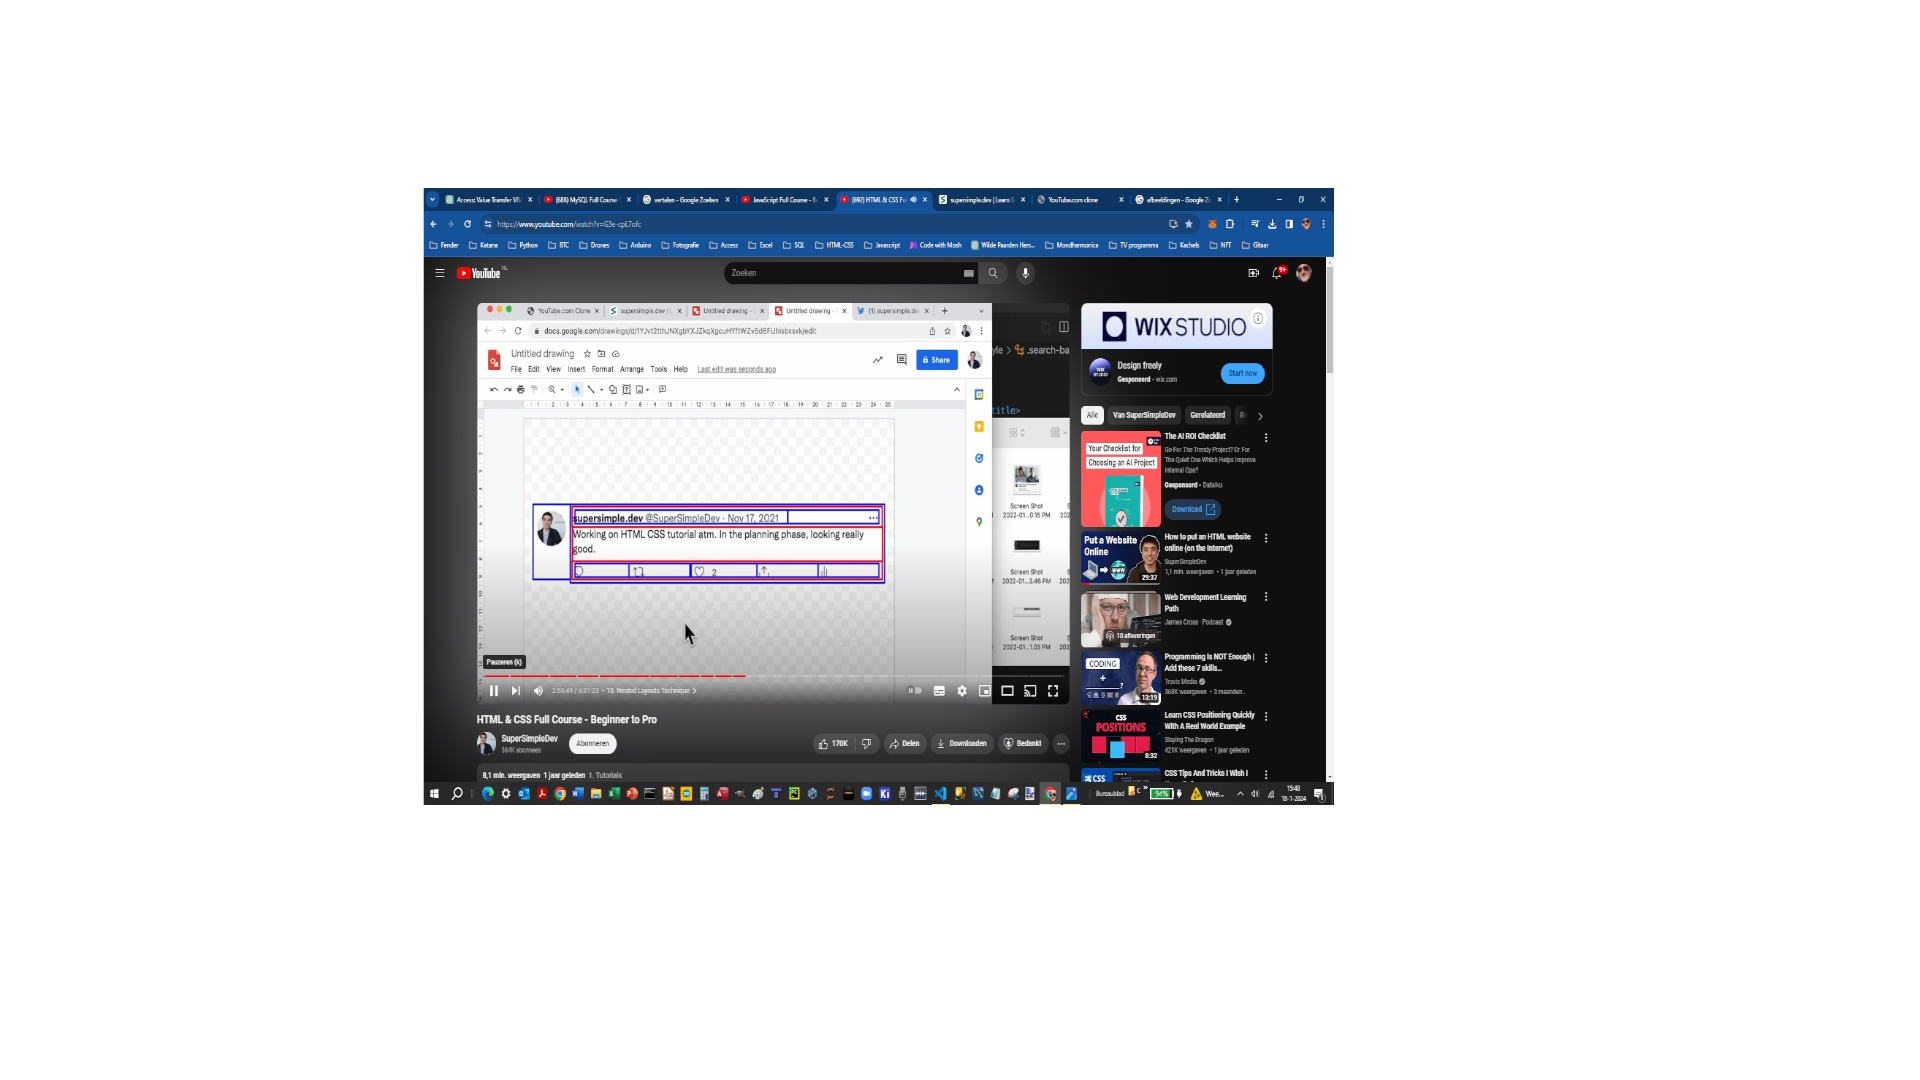 Access: Value Transfer VB
(688) MySQL Full Course
vertalen - Google Zoeken
JavaScript Full Course - B
(692) HTML & CSS Ful
supersimple.dev | Learn S
YouTube.com clone
afbeeldingen - Google Z
https://www.youtube.com/watch?v=G3e-cpL7ofc
Fender Katana Python BTC Drones Arduino Fotografie Access Excel SQL HTML-CSS Javascript Code with Mosh Wilde Paarden Hers... Mondharmonica TV programma Kachels NFT Gitaar
YouTube NL
Zoeken
9+
YouTube.com Clone
supersimple.dev |
Untitled drawing -
Untitled drawing -
(1) supersimple.de
Untitled drawing
File Edit View Insert Format Arrange Tools Help Last edit was seconds ago
Share
yle > .search-ba
title>
supersimple.dev @SuperSimpleDev · Nov 17, 2021 ...
Working on HTML CSS tutorial atm. In the planning phase, looking really
good.
2
Screen Shot
2022-01...0.15 PM
Screen Shot
2022-01...3.46 PM
Screen Shot
2022-01...1.03 PM
Pauzeren (k)
2:55:49 / 6:31:23 • 10. Nested Layouts Technique >
HTML & CSS Full Course - Beginner to Pro
SuperSimpleDev
Abonneren
170K
Delen
Downloaden
Bedankt
8,1 mln. weergaven 1 jaar geleden 1. Tutorials
WIX STUDIO
Design freely
Gesponsord · wix.com
Start now
Alle
Van SuperSimpleDev
Gerelateerd
Your Checklist for
Choosing an AI Project
The AI ROI Checklist
Go For The Trendy Project? Or For
The Quiet One Which Helps Improve
Internal Ops?
Gesponsord · Dataiku
Download
Put a Website
Online
WWW
29:37
How to put an HTML website
online (on the Internet)
SuperSimpleDev
1,1 mln. weergaven • 1 jaar geleden
10 afleveringen
Web Development Learning
Path
James Cross · Podcast
CODING
+
?
13:19
Programming Is NOT Enough |
Add these 7 skills...
Travis Media
368K weergaven • 3 maanden...
CSS
POSITIONS
8:32
Learn CSS Positioning Quickly
With A Real World Example
Slaying The Dragon
421K weergaven • 1 jaar geleden
CSS
CSS Tips And Tricks I Wish I
Bureaublad
94%
Wee...
15:48
18-1-2024